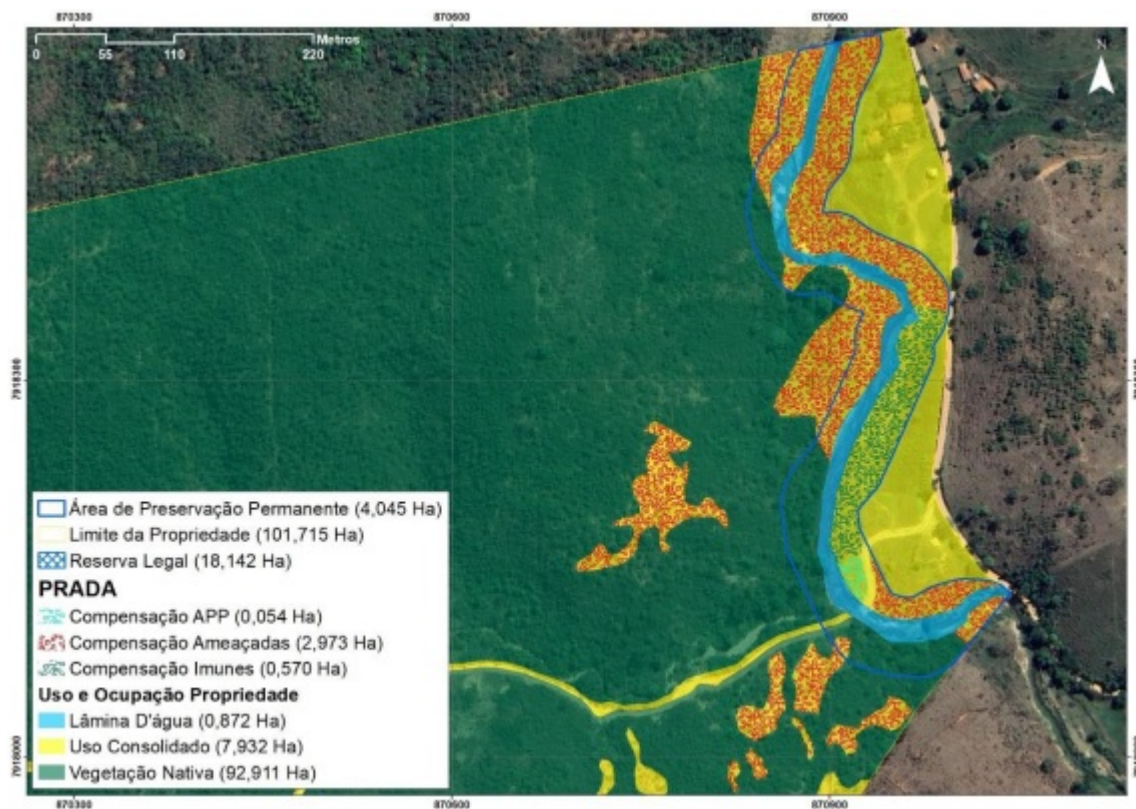 870300
870600
870900
Metros
0
55
110
220
N
7918300
7918300
Área de Preservação Permanente (4,045 Ha)
Limite da Propriedade (101,715 Ha)
Reserva Legal (18,142 Ha)
PRADA
Compensação APP (0,054 Ha)
Compensação Ameaçadas (2,973 Ha)
Compensação Imunes (0,570 Ha)
Uso e Ocupação Propriedade
Lâmina D'água (0,872 Ha)
Uso Consolidado (7,932 Ha)
Vegetação Nativa (92,911 Ha)
7918000
870300
870600
870900